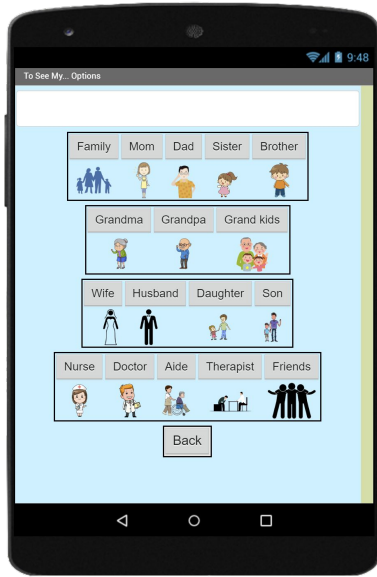 9:48
To See My... Options
Family Mom Dad Sister Brother
Grandma Grandpa Grand kids
Wife Husband Daughter Son
Nurse Doctor Aide Therapist Friends
Back